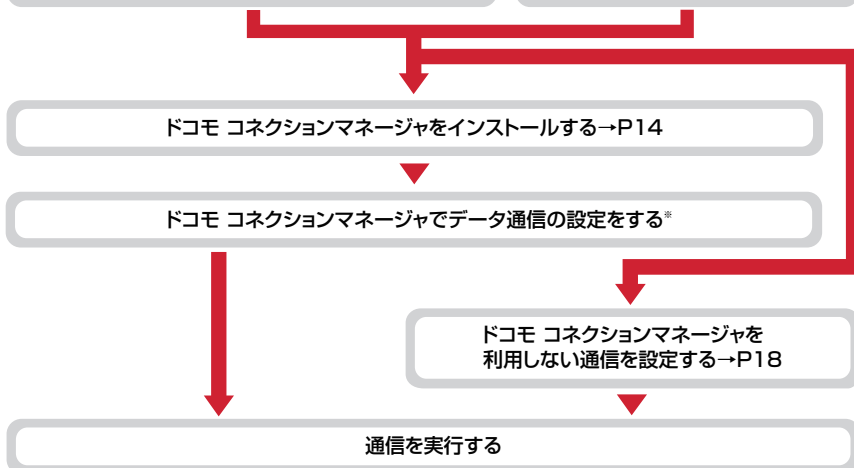 ドコモ コネクションマネージャをインストールする→P14
ドコモ コネクションマネージャでデータ通信の設定をする※
ドコモ コネクションマネージャを
利用しない通信を設定する→P18
通信を実行する